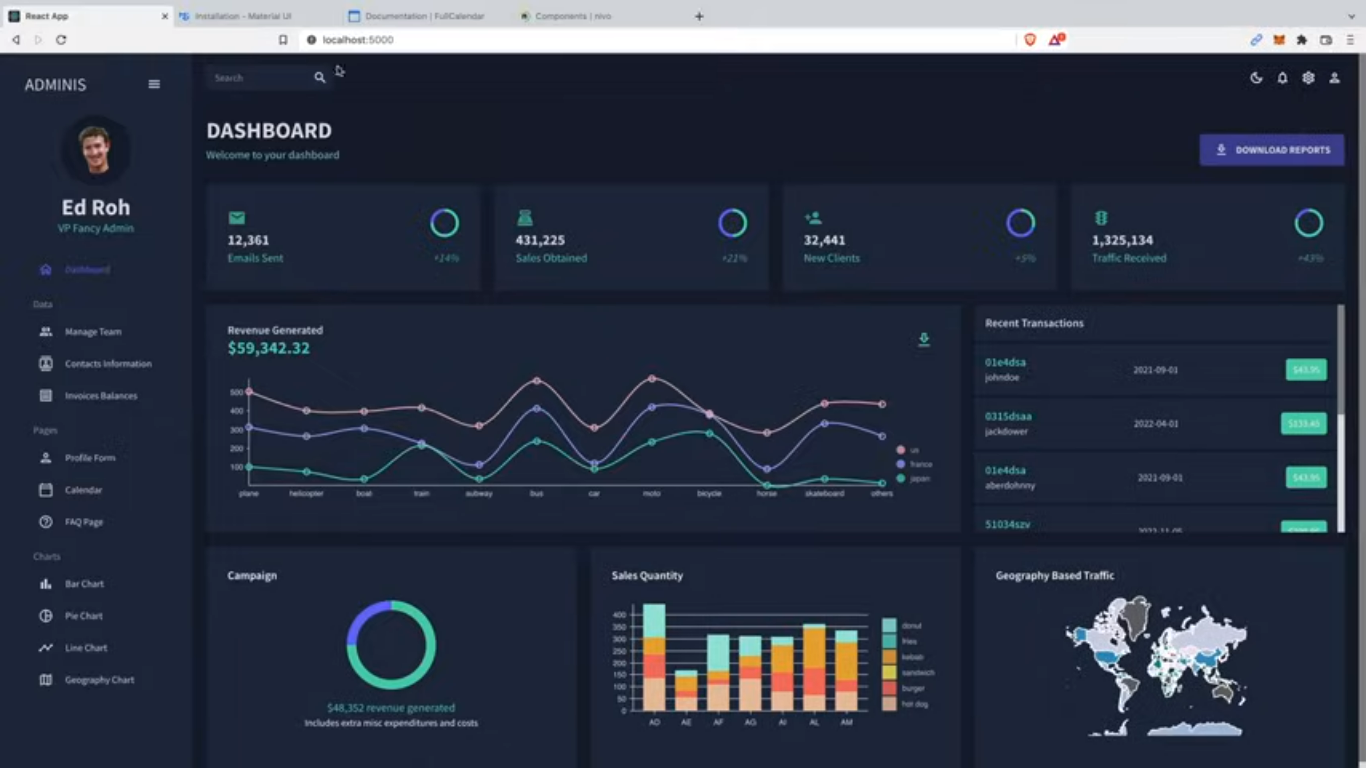 React App
Installation - Material UI
Documentation | FullCalendar
Components | nivo
localhost:5000
ADMINIS
Search
Ed Roh
VP Fancy Admin
Dashboard
Data
Manage Team
Contacts Information
Invoices Balances
Pages
Profile Form
Calendar
FAQ Page
Charts
Bar Chart
Pie Chart
Line Chart
Geography Chart
DASHBOARD
Welcome to your dashboard
DOWNLOAD REPORTS
12,361
Emails Sent
+14%
431,225
Sales Obtained
+21%
32,441
New Clients
+5%
1,325,134
Traffic Received
+43%
Revenue Generated
$59,342.32
500
400
300
200
100
plane helicopter boat train subway bus car moto bicycle horse skateboard others
us
france
japan
Recent Transactions
01e4dsa
johndoe
2021-09-01
$43.95
0315dsaa
jackdower
2022-04-01
$133.45
01e4dsa
aberdohnny
2021-09-01
$43.95
51034szv
2022-11-05
Campaign
$48,352 revenue generated
Includes extra misc expenditures and costs
Sales Quantity
400
350
300
250
200
150
100
50
0
AD AE AF AG AI AL AM
donut
fries
kebab
sandwich
burger
hot dog
Geography Based Traffic